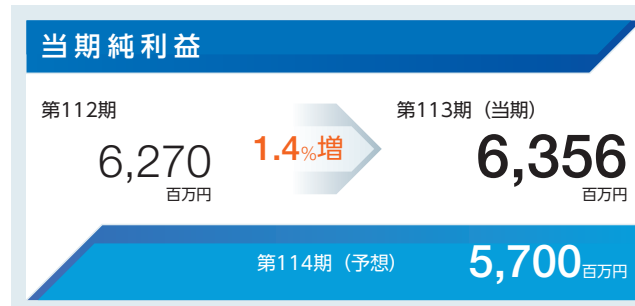 当期純利益
第112期
6,270
百万円
1.4%増
第113期（当期）
6,356
百万円
第114期（予想） 5,700百万円